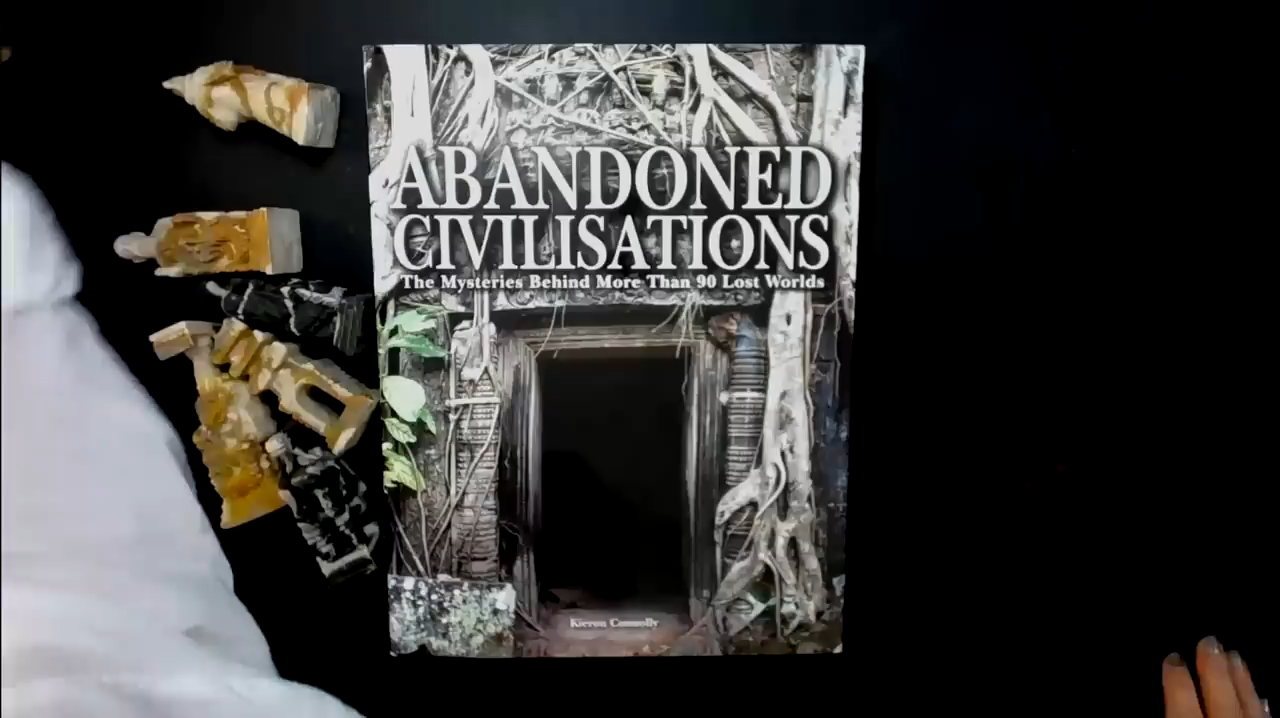 ABANDONED
CIVILISATIONS
The Mysteries Behind More Than 90 Lost Worlds
Kieron Connolly